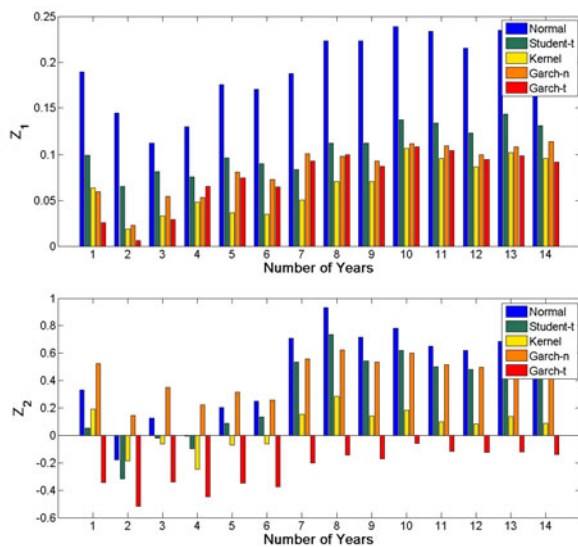 0.25
0.2
0.15
0.1
0.05
0
Z1
Normal
Student-t
Kernel
Garch-n
Garch-t
1 2 3 4 5 6 7 8 9 10 11 12 13 14
Number of Years
1
0.8
0.6
0.4
0.2
0
-0.2
-0.4
-0.6
Z2
Normal
Student-t
Kernel
Garch-n
Garch-t
1 2 3 4 5 6 7 8 9 10 11 12 13 14
Number of Years